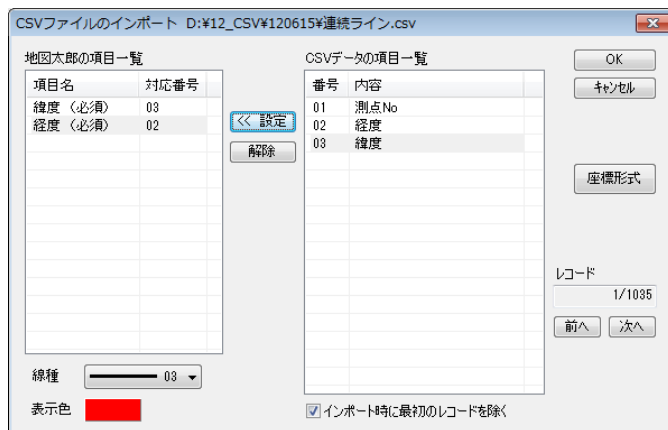 CSVファイルのインポート D:¥12_CSV¥120615¥連続ライン.csv
地図太郎の項目一覧
項目名 対応番号
緯度（必須） 03
経度（必須） 02
<< 設定
解除
線種 03
表示色
CSVデータの項目一覧
番号 内容
01 測点No
02 経度
03 緯度
インポート時に最初のレコードを除く
OK
キャンセル
座標形式
レコード
1/1035
前へ 次へ